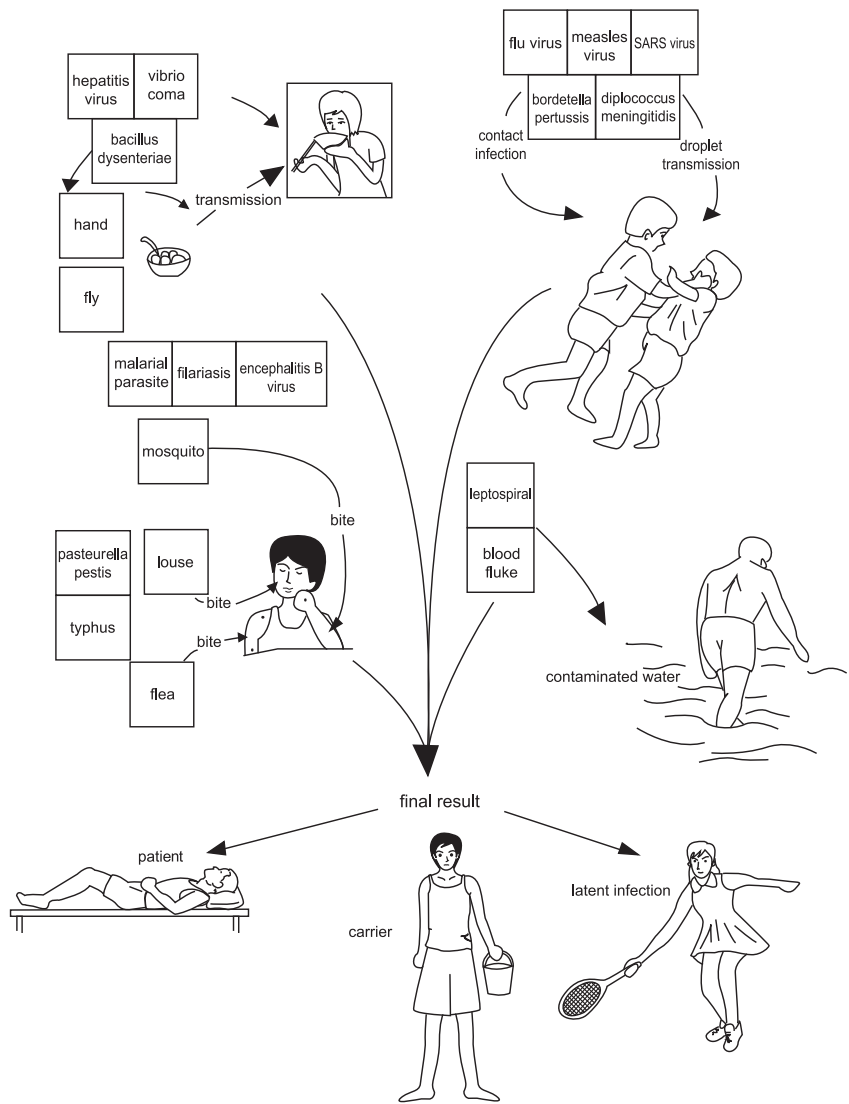 hepatitis
virus
vibrio
coma
bacillus
dysenteriae
transmission
hand
fly
flu virus
measles
virus
SARS virus
bordetella
pertussis
diplococcus
meningitidis
contact
infection
droplet
transmission
malarial
parasite
filariasis
encephalitis B
virus
mosquito
bite
pasteurella
pestis
typhus
louse
bite
bite
flea
leptospiral
blood
fluke
contaminated water
final result
patient
carrier
latent infection